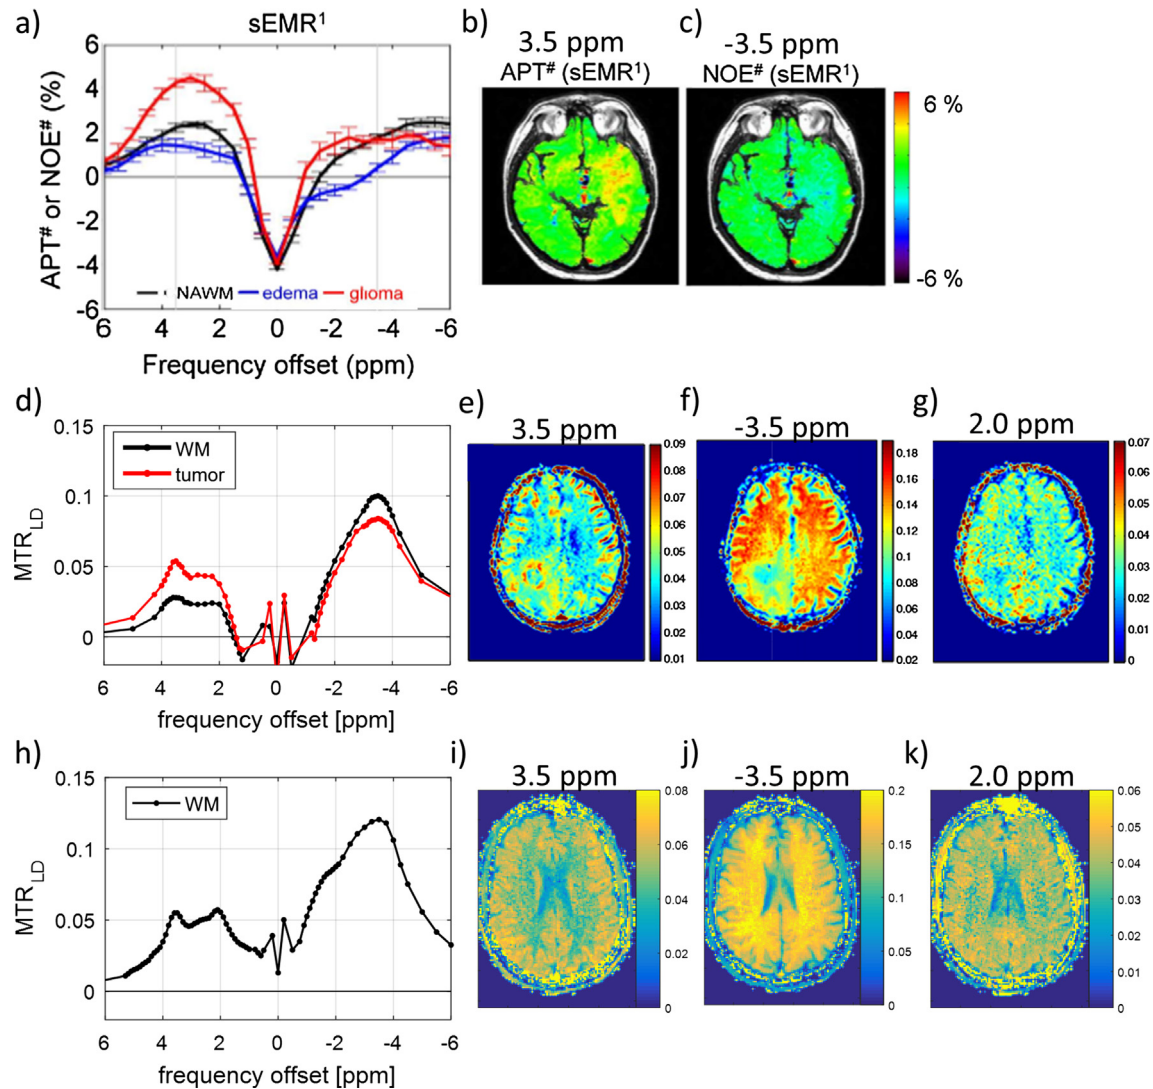 a)
sEMR¹
6
4
2
0
-2
-4
-6
APT# or NOE# (%)
NAWM
edema
glioma
6 4 2 0 -2 -4 -6
Frequency offset (ppm)
b)
3.5 ppm
APT# (sEMR¹)
c)
-3.5 ppm
NOE# (sEMR¹)
6 %
-6 %
d)
0.15
0.1
0.05
0
MTR_LD
WM
tumor
6 4 2 0 -2 -4 -6
frequency offset [ppm]
e)
3.5 ppm
0.09
0.08
0.07
0.06
0.05
0.04
0.03
0.02
0.01
f)
-3.5 ppm
0.18
0.16
0.14
0.12
0.1
0.08
0.06
0.04
0.02
g)
2.0 ppm
0.07
0.06
0.05
0.04
0.03
0.02
0.01
0
h)
0.15
0.1
0.05
0
MTR_LD
WM
6 4 2 0 -2 -4 -6
frequency offset [ppm]
i)
3.5 ppm
0.08
0.06
0.04
0.02
0
j)
-3.5 ppm
0.2
0.15
0.1
0.05
0
k)
2.0 ppm
0.06
0.05
0.04
0.03
0.02
0.01
0